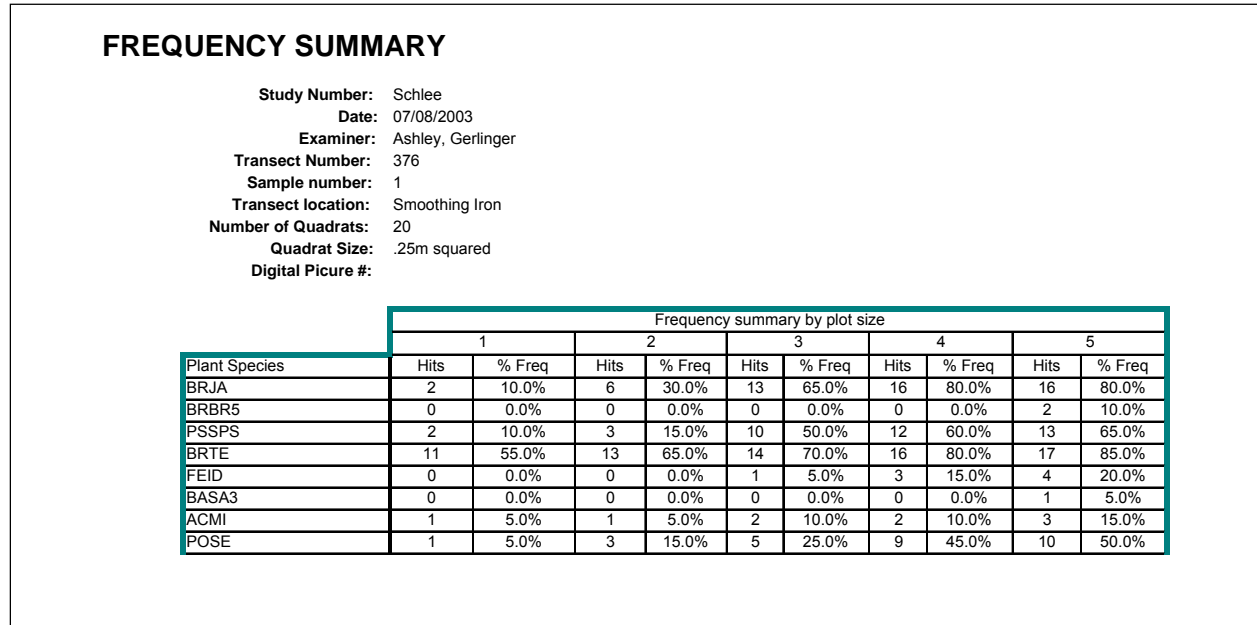 FREQUENCY SUMMARY
Study Number: Schlee
Date: 07/08/2003
Examiner: Ashley, Gerlinger
Transect Number: 376
Sample number: 1
Transect location: Smoothing Iron
Number of Quadrats: 20
Quadrat Size: .25m squared
Digital Picure #:
Frequency summary by plot size
1 2 3 4 5
Plant Species Hits % Freq Hits % Freq Hits % Freq Hits % Freq Hits % Freq
BRJA 2 10.0% 6 30.0% 13 65.0% 16 80.0% 16 80.0%
BRBR5 0 0.0% 0 0.0% 0 0.0% 0 0.0% 2 10.0%
PSSPS 2 10.0% 3 15.0% 10 50.0% 12 60.0% 13 65.0%
BRTE 11 55.0% 13 65.0% 14 70.0% 16 80.0% 17 85.0%
FEID 0 0.0% 0 0.0% 1 5.0% 3 15.0% 4 20.0%
BASA3 0 0.0% 0 0.0% 0 0.0% 0 0.0% 1 5.0%
ACMI 1 5.0% 1 5.0% 2 10.0% 2 10.0% 3 15.0%
POSE 1 5.0% 3 15.0% 5 25.0% 9 45.0% 10 50.0%